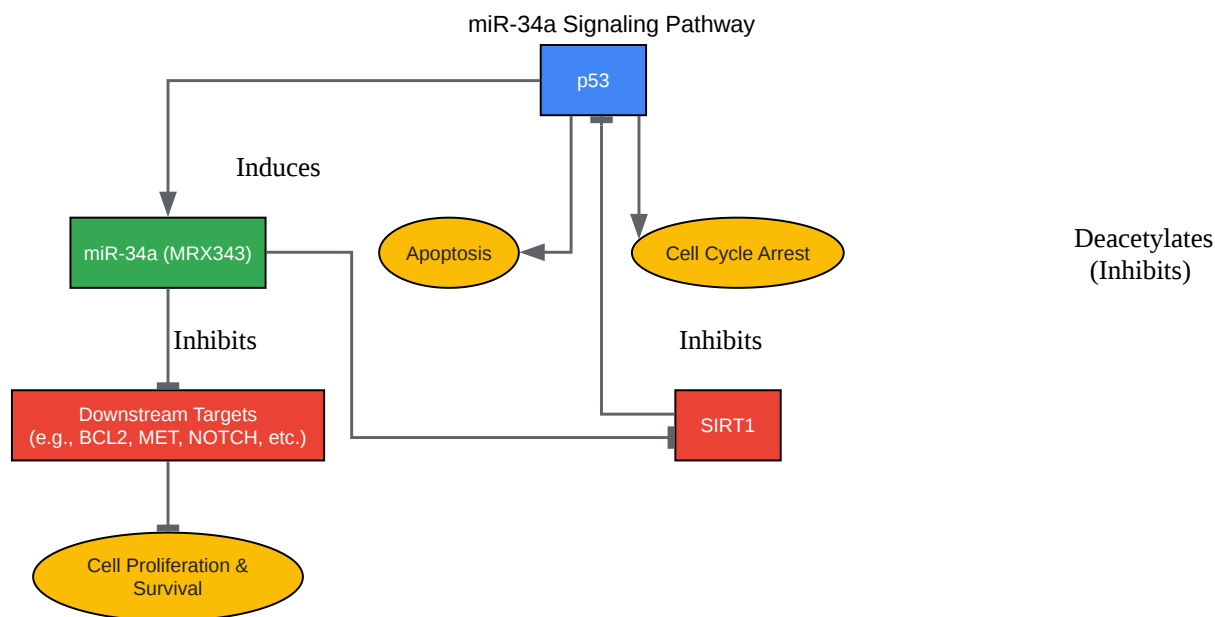 miR-34a Signaling Pathway
p53
Induces
miR-34a (MRX343)
Apoptosis
Cell Cycle Arrest
Deacetylates
(Inhibits)
Inhibits
Inhibits
Downstream Targets
(e.g., BCL2, MET, NOTCH, etc.)
SIRT1
Cell Proliferation &
Survival